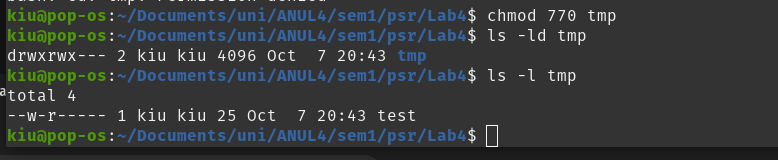 kiu@pop-os:~/Documents/uni/ANUL4/sem1/psr/Lab4$ chmod 770 tmp
kiu@pop-os:~/Documents/uni/ANUL4/sem1/psr/Lab4$ ls -ld tmp
drwxrwx--- 2 kiu kiu 4096 Oct  7 20:43 tmp
kiu@pop-os:~/Documents/uni/ANUL4/sem1/psr/Lab4$ ls -l tmp
total 4
--w-r----- 1 kiu kiu 25 Oct  7 20:43 test
kiu@pop-os:~/Documents/uni/ANUL4/sem1/psr/Lab4$